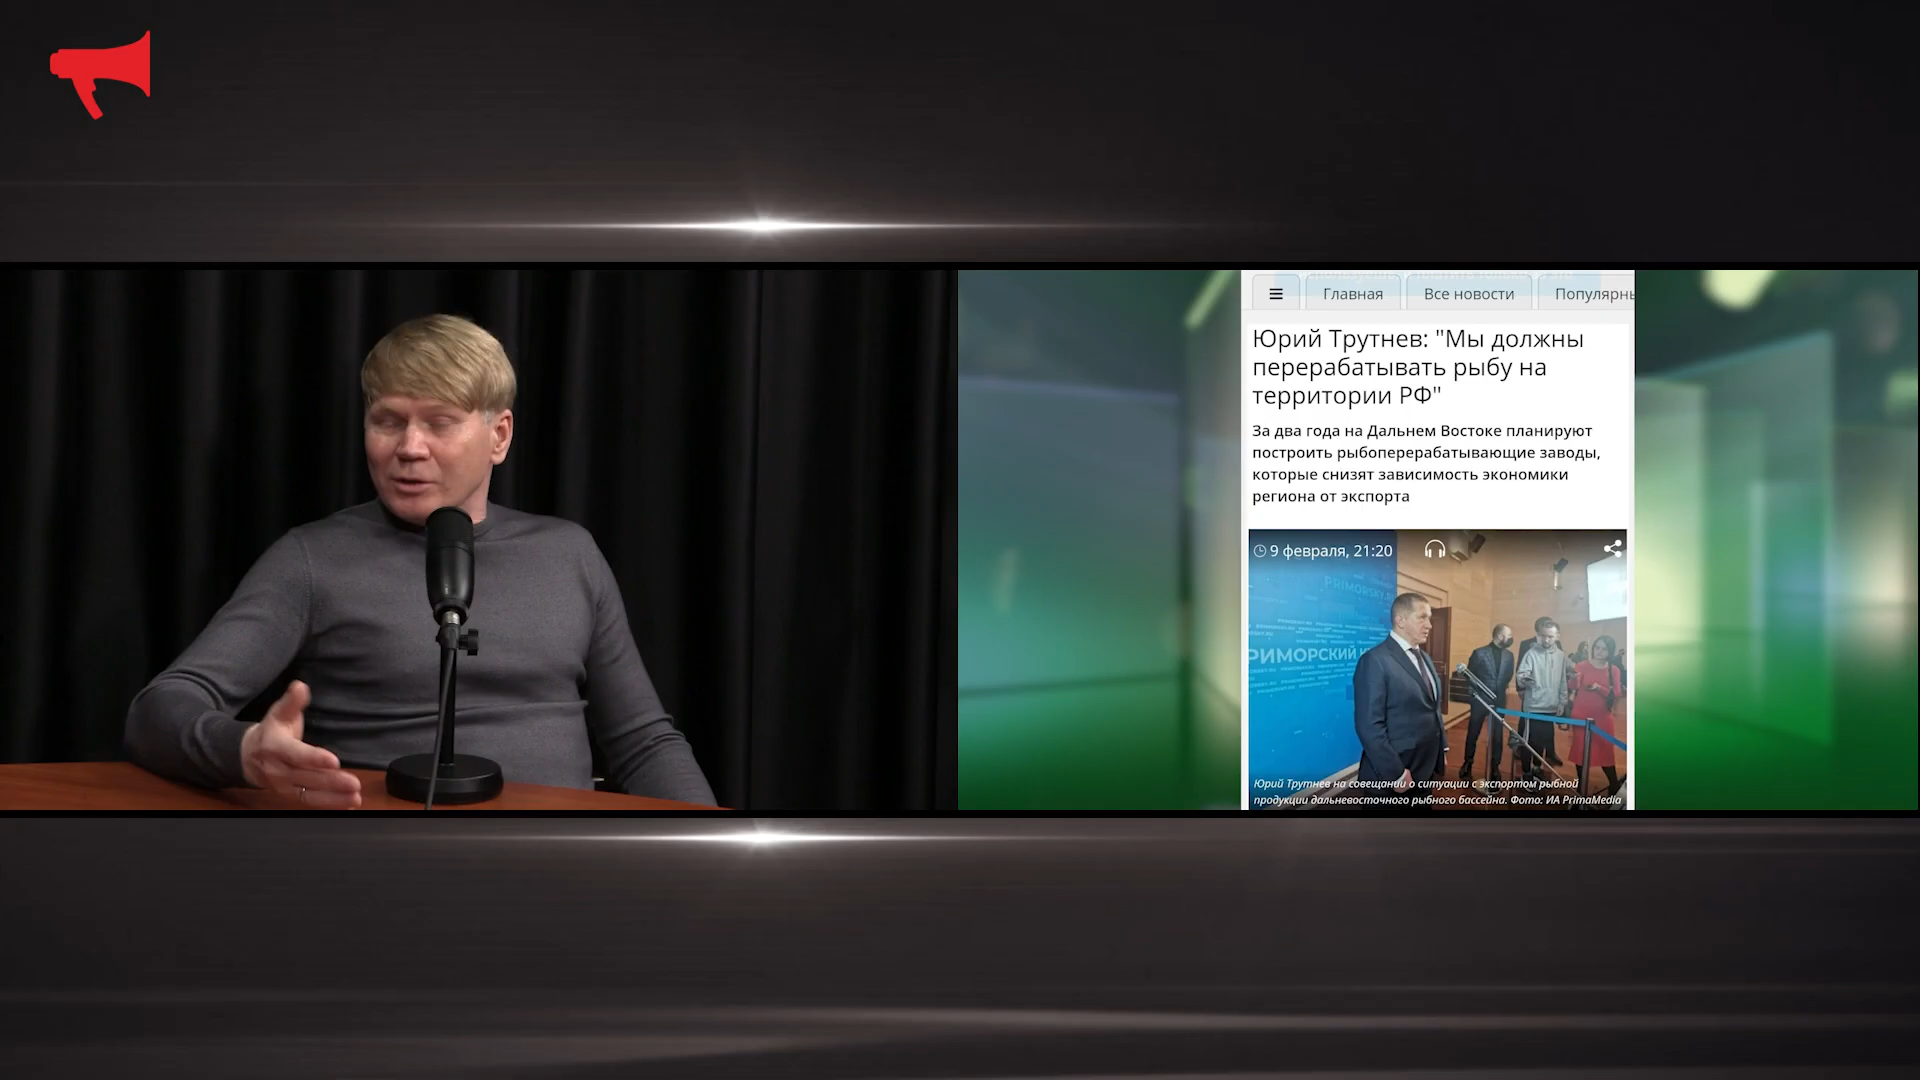 Главная
Все новости
Популярны
Юрий Трутнев: "Мы должны
перерабатывать рыбу на
территории РФ"
За два года на Дальнем Востоке планируют
построить рыбоперерабатывающие заводы,
которые снизят зависимость экономики
региона от экспорта
9 февраля, 21:20
PRIMORSKY.R
РИМОРСКИЙ К
Юрий Трутнев на совещании о ситуации с экспортом рыбной
продукции дальневосточного рыбного бассейна. Фото: ИА PrimaMedia